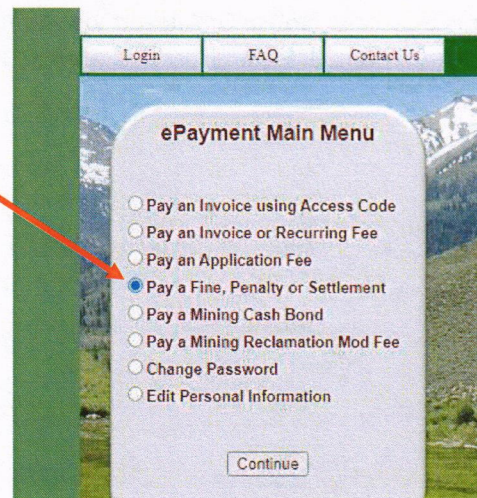 Login FAQ Contact Us
ePayment Main Menu
Pay an Invoice using Access Code
Pay an Invoice or Recurring Fee
Pay an Application Fee
Pay a Fine, Penalty or Settlement
Pay a Mining Cash Bond
Pay a Mining Reclamation Mod Fee
Change Password
Edit Personal Information
Continue